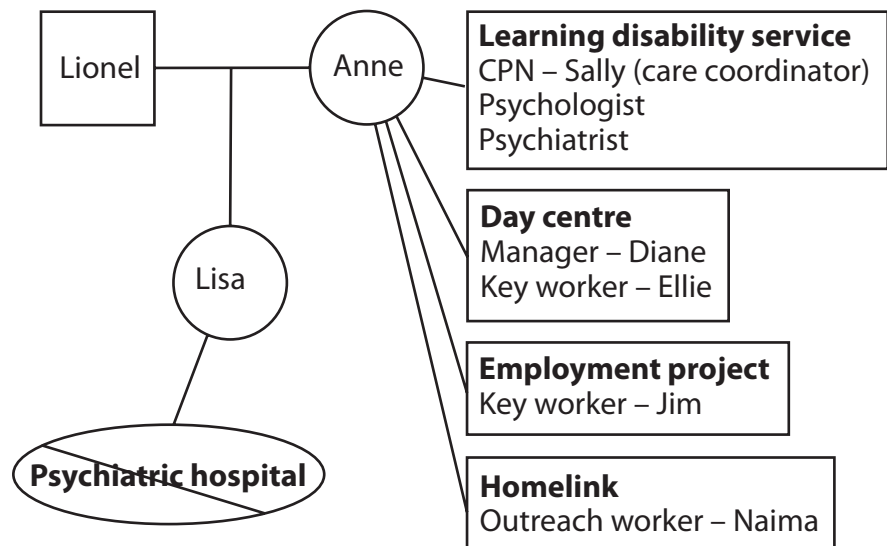 Lionel
Anne
Learning disability service
CPN – Sally (care coordinator)
Psychologist
Psychiatrist
Day centre
Manager – Diane
Key worker – Ellie
Lisa
Employment project
Key worker – Jim
Psychiatric hospital
Homelink
Outreach worker – Naima